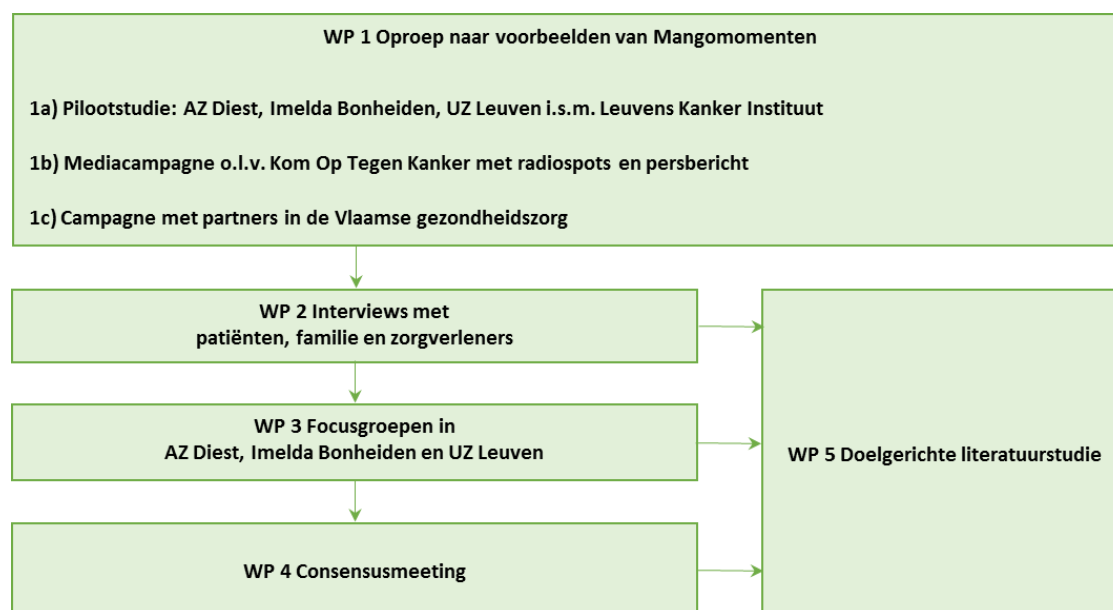 WP 1 Oproep naar voorbeelden van Mangomomenten
1a) Pilootstudie: AZ Diest, Imelda Bonheiden, UZ Leuven i.s.m. Leuvens Kanker Instituut
1b) Mediacampagne o.l.v. Kom Op Tegen Kanker met radiospots en persbericht
1c) Campagne met partners in de Vlaamse gezondheidszorg
WP 2 Interviews met
patiënten, familie en zorgverleners
WP 3 Focusgroepen in
AZ Diest, Imelda Bonheiden en UZ Leuven
WP 4 Consensusmeeting
WP 5 Doelgerichte literatuurstudie